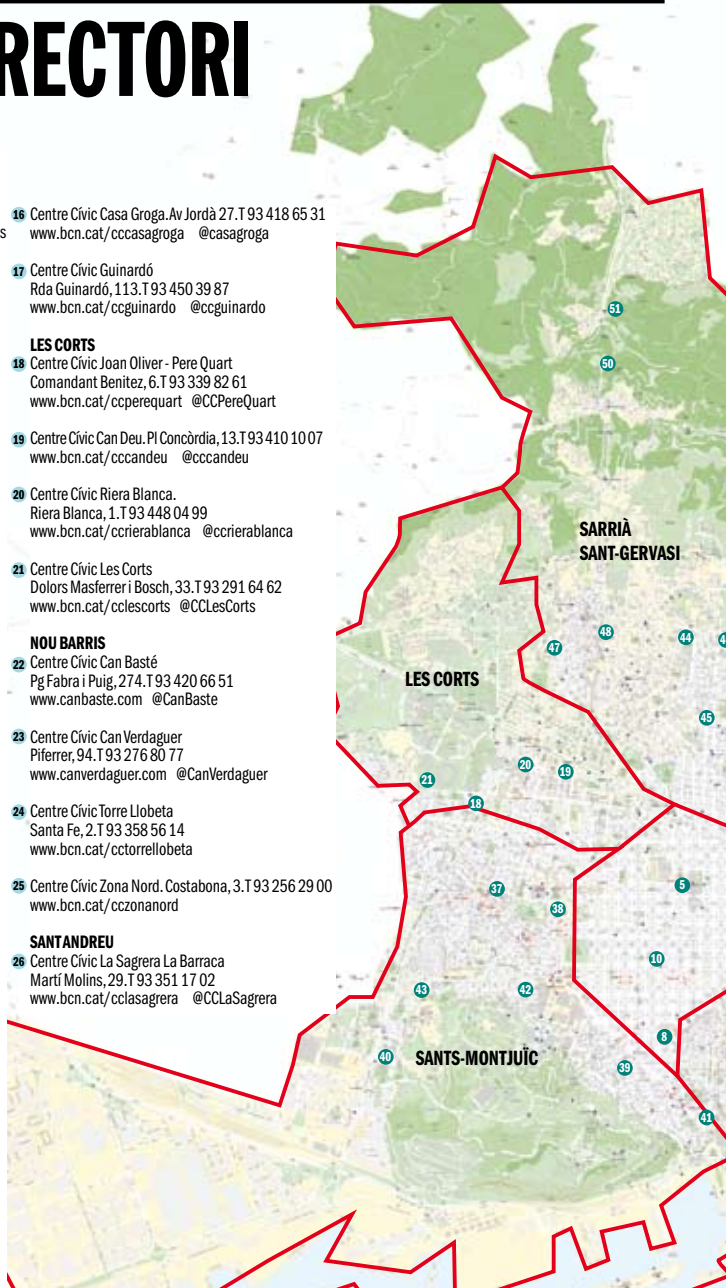 RECTORI
s
16 Centre Cívic Casa Groga. Av Jordà 27. T 93 418 65 31
www.bcn.cat/cccasagroga @casagroga
17 Centre Cívic Guinardó
Rda Guinardó, 113. T 93 450 39 87
www.bcn.cat/ccguinardo @ccguinardo
LES CORTS
18 Centre Cívic Joan Oliver - Pere Quart
Comandant Benitez, 6. T 93 339 82 61
www.bcn.cat/ccperequart @CCPereQuart
19 Centre Cívic Can Deu. Pl Concòrdia, 13. T 93 410 10 07
www.bcn.cat/cccandeu @cccandeu
20 Centre Cívic Riera Blanca.
Riera Blanca, 1. T 93 448 04 99
www.bcn.cat/ccrierablanca @ccrierablanca
21 Centre Cívic Les Corts
Dolors Masferrer i Bosch, 33. T 93 291 64 62
www.bcn.cat/cclescorts @CCLesCorts
NOU BARRIS
22 Centre Cívic Can Basté
Pg Fabra i Puig, 274. T 93 420 66 51
www.canbaste.com @CanBaste
23 Centre Cívic Can Verdaguer
Piferrer, 94. T 93 276 80 77
www.canverdaguer.com @CanVerdaguer
24 Centre Cívic Torre Llobeta
Santa Fe, 2. T 93 358 56 14
www.bcn.cat/cctorrellobeta
25 Centre Cívic Zona Nord. Costabona, 3. T 93 256 29 00
www.bcn.cat/cczonanord
SANT ANDREU
26 Centre Cívic La Sagrera La Barraca
Martí Molins, 29. T 93 351 17 02
www.bcn.cat/cclasagrera @CCLaSagrera
51
50
SARRIÀ
SANT-GERVASI
48
44
47
LES CORTS
45
20
19
21
18
5
37
38
10
43
42
8
40
SANTS-MONTJUÏC
39
41